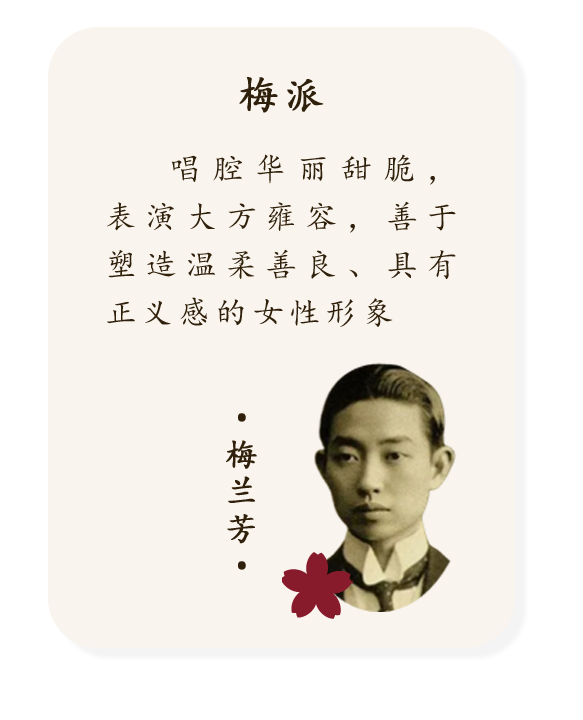 梅派
唱腔华丽甜脆，
表演大方雍容，善于
塑造温柔善良、具有
正义感的女性形象
·梅兰芳·